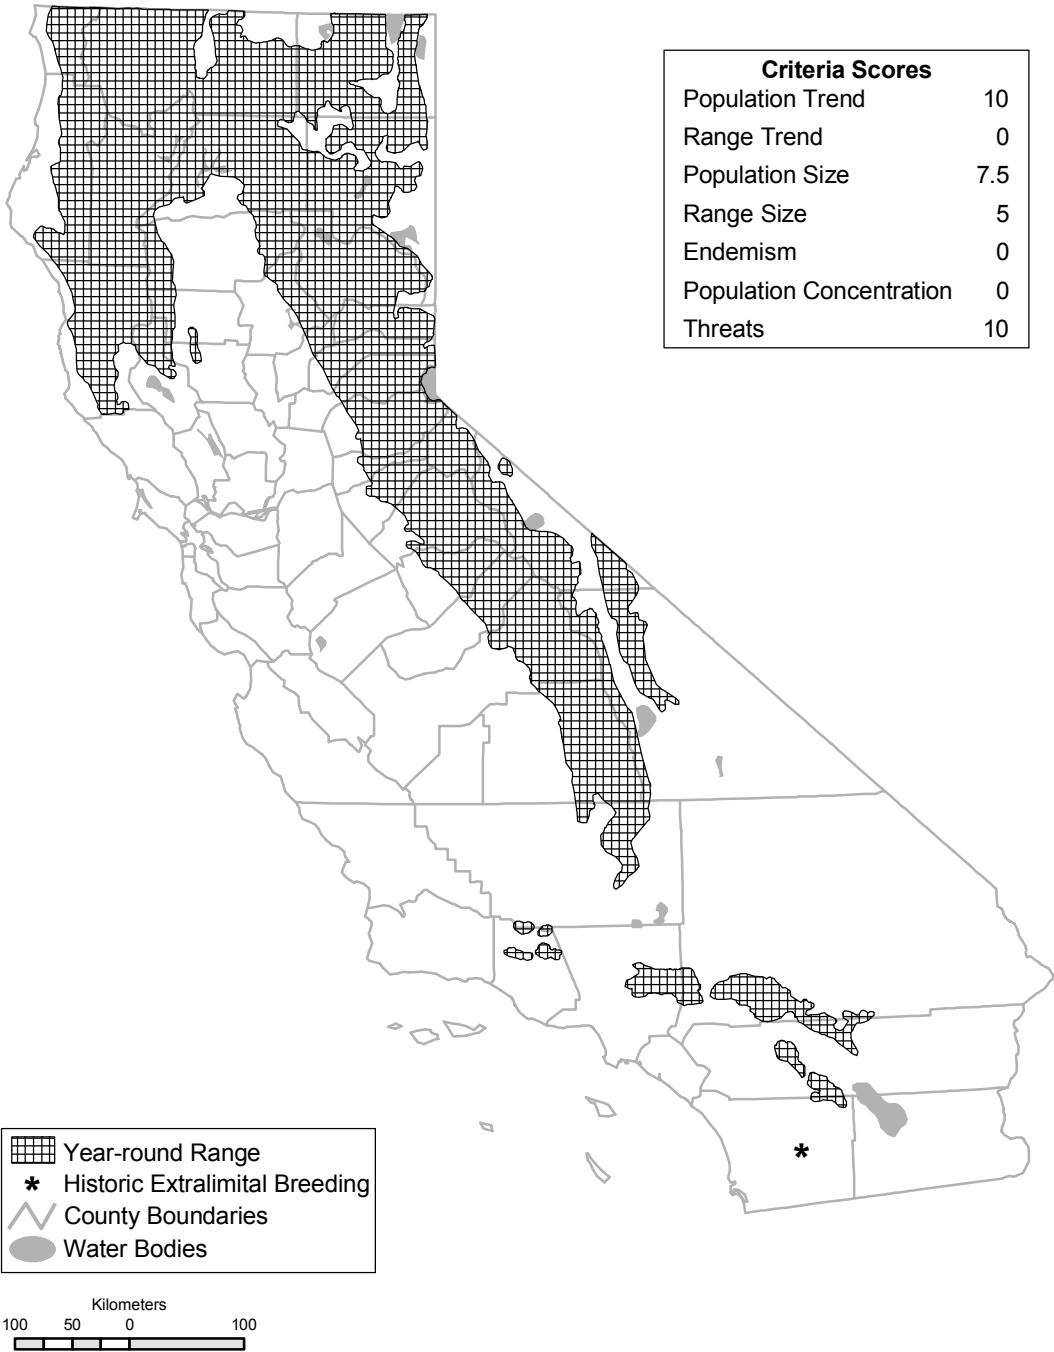 Criteria Scores
Population Trend 10
Range Trend 0
Population Size 7.5
Range Size 5
Endemism 0
Population Concentration 0
Threats 10
*
Year-round Range
* Historic Extralimital Breeding
County Boundaries
Water Bodies
Kilometers
100 50 0 100